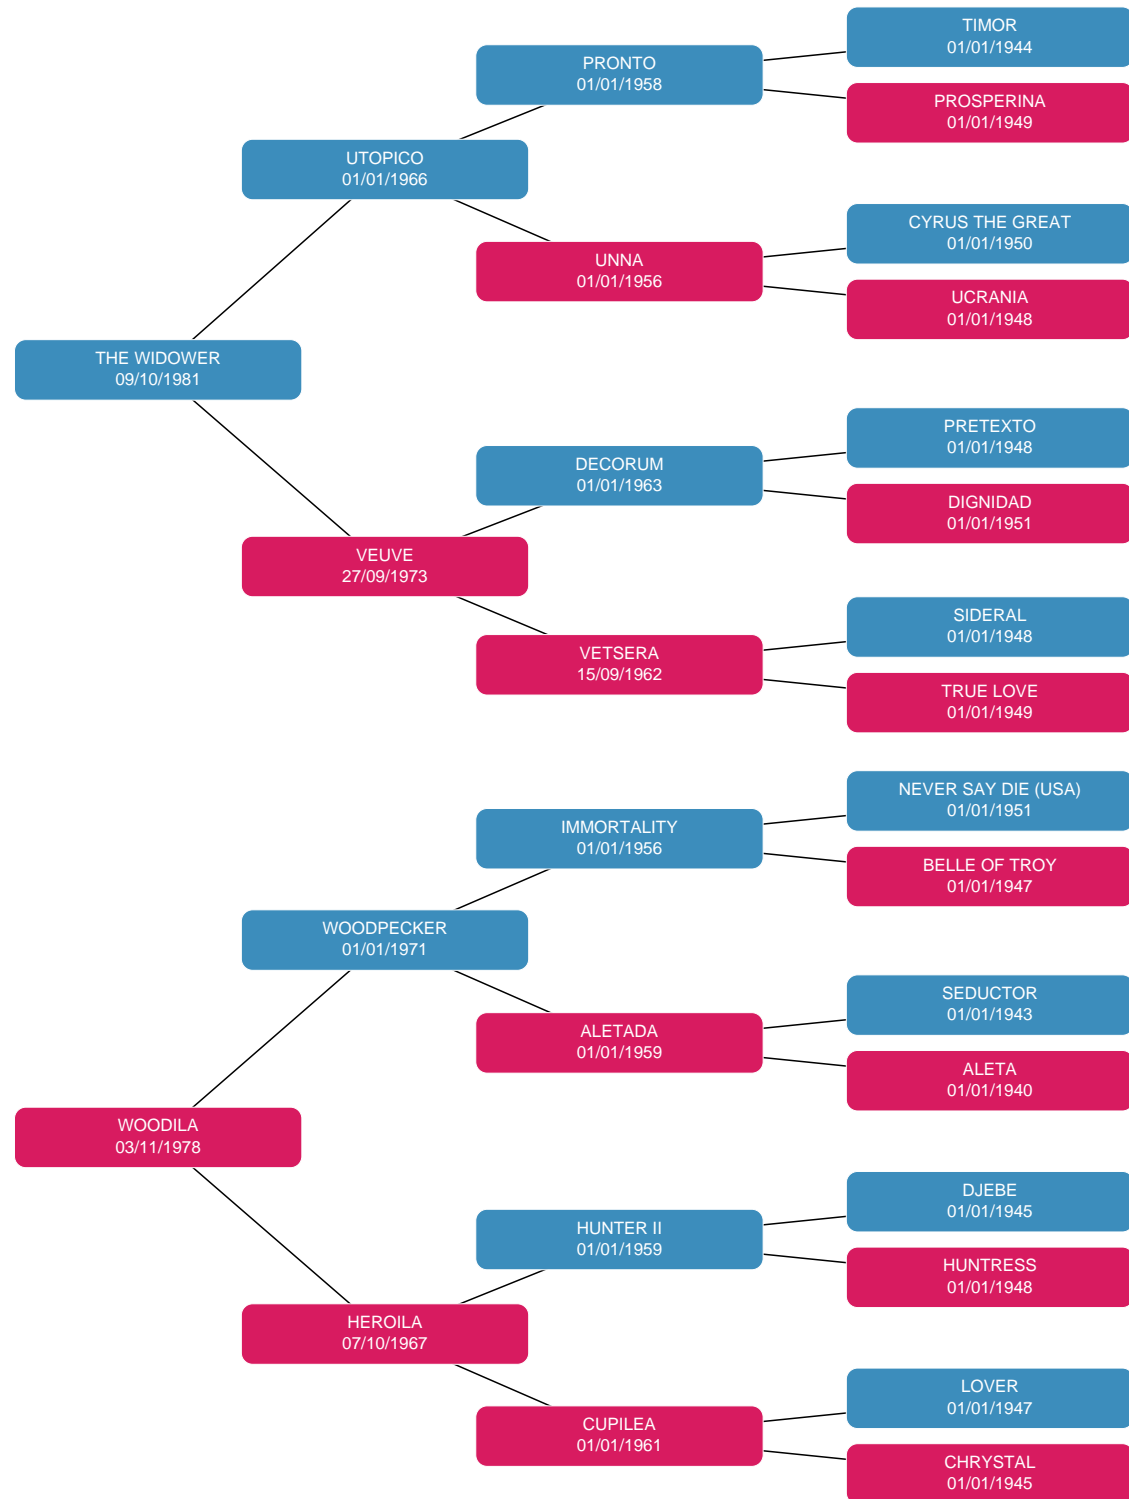 TIMOR
01/01/1944
PRONTO
01/01/1958
PROSPERINA
01/01/1949
UTOPICO
01/01/1966
CYRUS THE GREAT
01/01/1950
UNNA
01/01/1956
UCRANIA
01/01/1948
THE WIDOWER
09/10/1981
PRETEXTO
01/01/1948
DECORUM
01/01/1963
DIGNIDAD
01/01/1951
VEUVE
27/09/1973
SIDERAL
01/01/1948
VETSERA
15/09/1962
TRUE LOVE
01/01/1949
NEVER SAY DIE (USA)
01/01/1951
IMMORTALITY
01/01/1956
BELLE OF TROY
01/01/1947
WOODPECKER
01/01/1971
SEDUCTOR
01/01/1943
ALETADA
01/01/1959
ALETA
01/01/1940
WOODILA
03/11/1978
DJEBE
01/01/1945
HUNTER II
01/01/1959
HUNTRESS
01/01/1948
HEROILA
07/10/1967
LOVER
01/01/1947
CUPILEA
01/01/1961
CHRYSTAL
01/01/1945